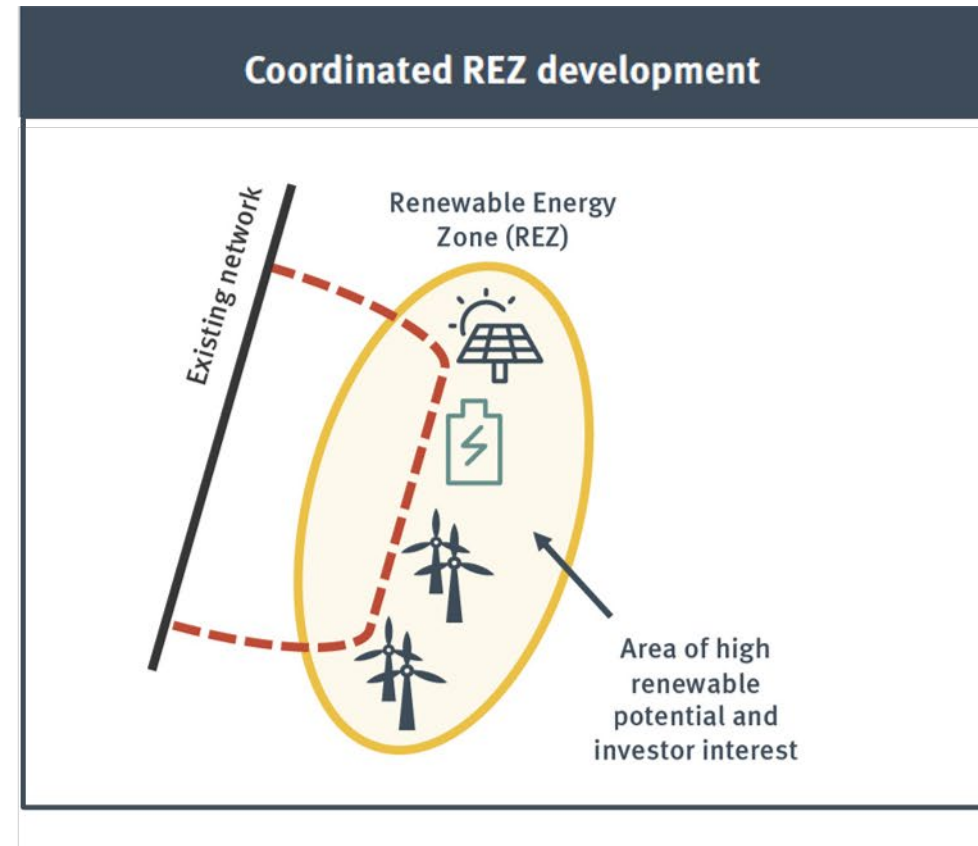 Coordinated REZ development
Renewable Energy
Zone (REZ)
Existing network
Area of high
renewable
potential and
investor interest